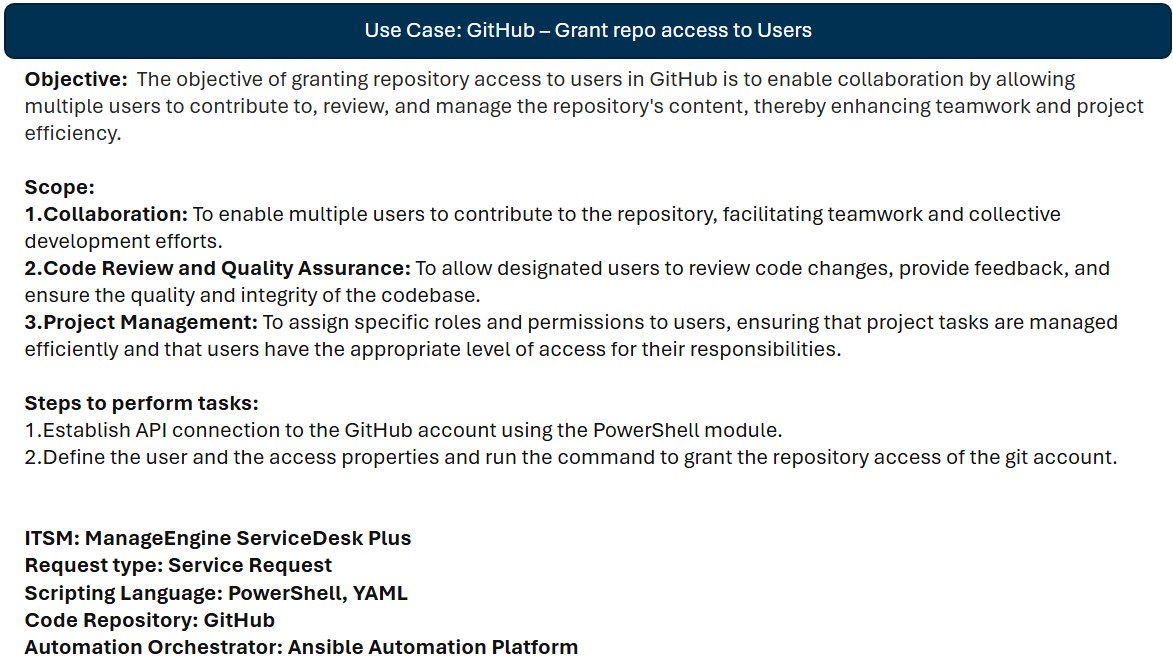 Use Case: GitHub – Grant repo access to Users
Objective:  The objective of granting repository access to users in GitHub is to enable collaboration by allowing
multiple users to contribute to, review, and manage the repository's content, thereby enhancing teamwork and project
efficiency.
Scope:
1.Collaboration: To enable multiple users to contribute to the repository, facilitating teamwork and collective
development efforts.
2.Code Review and Quality Assurance: To allow designated users to review code changes, provide feedback, and
ensure the quality and integrity of the codebase.
3.Project Management: To assign specific roles and permissions to users, ensuring that project tasks are managed
efficiently and that users have the appropriate level of access for their responsibilities.
Steps to perform tasks:
1.Establish API connection to the GitHub account using the PowerShell module.
2.Define the user and the access properties and run the command to grant the repository access of the git account.
ITSM: ManageEngine ServiceDesk Plus
Request type: Service Request
Scripting Language: PowerShell, YAML
Code Repository: GitHub
Automation Orchestrator: Ansible Automation Platform